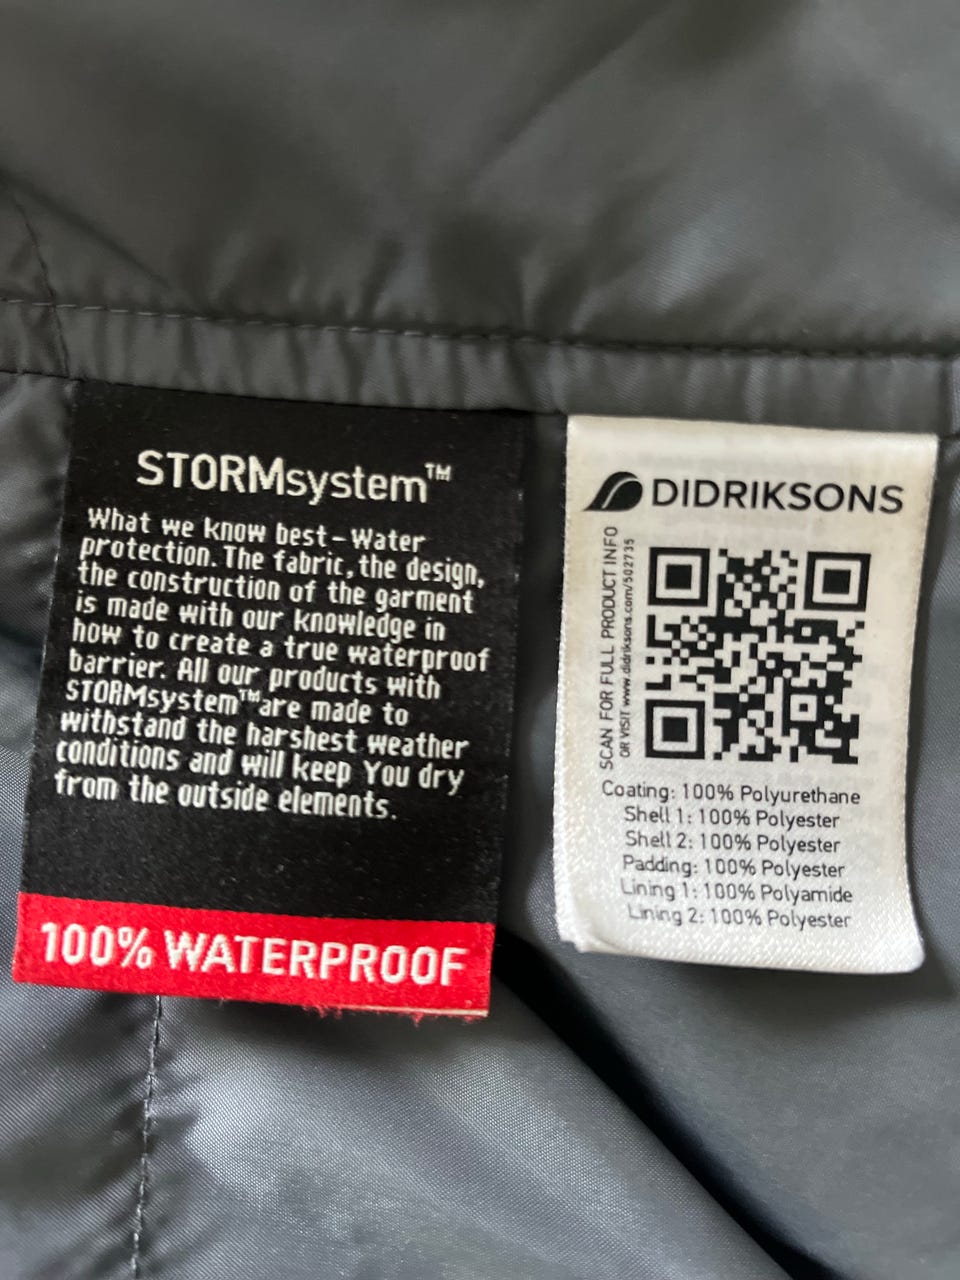 STORMsystem™
What we know best – Water
protection. The fabric, the design,
the construction of the garment
is made with our knowledge in
how to create a true waterproof
barrier. All our products with
STORMsystem™are made to
withstand the harshest weather
conditions and will keep You dry
from the outside elements.
100% WATERPROOF
DIDRIKSONS
SCAN FOR FULL PRODUCT INFO
OR VISIT www.didriksons.com/502735
Coating: 100% Polyurethane
Shell 1: 100% Polyester
Shell 2: 100% Polyester
Padding: 100% Polyester
Lining 1: 100% Polyamide
Lining 2: 100% Polyester